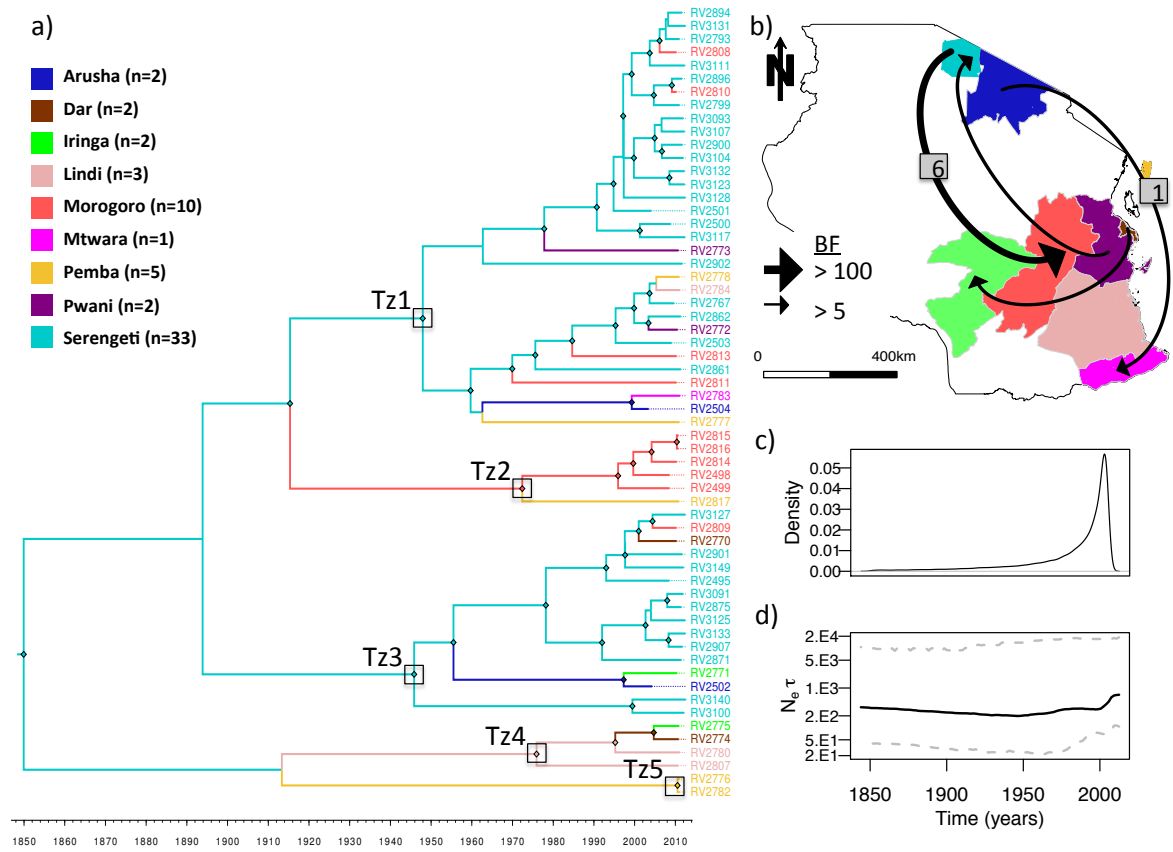 a)
Arusha (n=2)
Dar (n=2)
Iringa (n=2)
Lindi (n=3)
Morogoro (n=10)
Mtwara (n=1)
Pemba (n=5)
Pwani (n=2)
Serengeti (n=33)
Tz1
Tz2
Tz3
Tz4
Tz5
RV2894
RV3131
RV2793
RV2808
RV3111
RV2896
RV2810
RV2799
RV3093
RV3107
RV2900
RV3104
RV3132
RV3123
RV3128
RV2501
RV2500
RV3117
RV2773
RV2902
RV2778
RV2784
RV2767
RV2862
RV2772
RV2503
RV2813
RV2861
RV2811
RV2783
RV2504
RV2777
RV2815
RV2816
RV2814
RV2498
RV2499
RV2817
RV3127
RV2809
RV2770
RV2901
RV3149
RV2495
RV3091
RV2875
RV3125
RV3133
RV2907
RV2871
RV2771
RV2502
RV3140
RV3100
RV2775
RV2774
RV2780
RV2807
RV2776
RV2782
1850 1860 1870 1880 1890 1900 1910 1920 1930 1940 1950 1960 1970 1980 1990 2000 2010
b)
N
6
1
BF
> 100
> 5
0 400km
c)
Density
0.05
0.04
0.03
0.02
0.01
0.00
d)
Nₑ τ
2.E4
5.E3
1.E3
2.E2
5.E1
2.E1
1850 1900 1950 2000
Time (years)